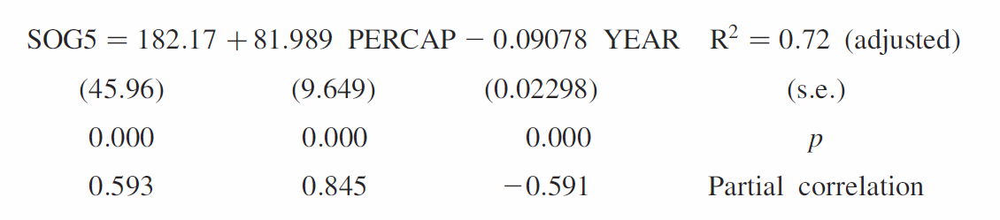 SOG5 = 182.17 + 81.989 PERCAP − 0.09078 YEAR R² = 0.72 (adjusted)
(45.96) (9.649) (0.02298) (s.e.)
0.000 0.000 0.000 p
0.593 0.845 −0.591 Partial correlation